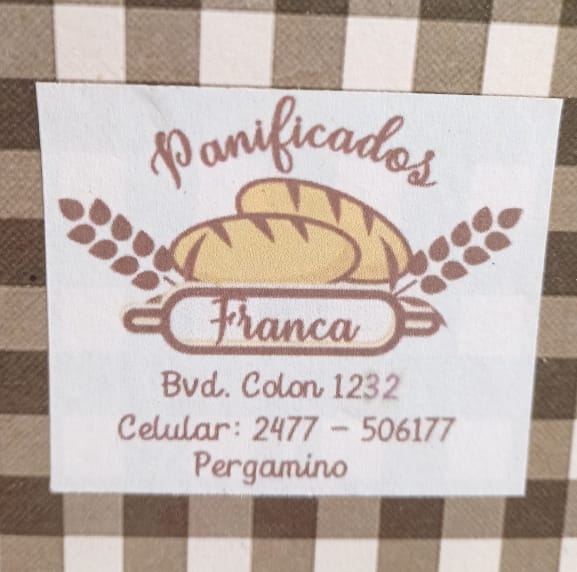 Panificados
Franca
Bvd. Colon 1232
Celular: 2477 - 506177
Pergamino